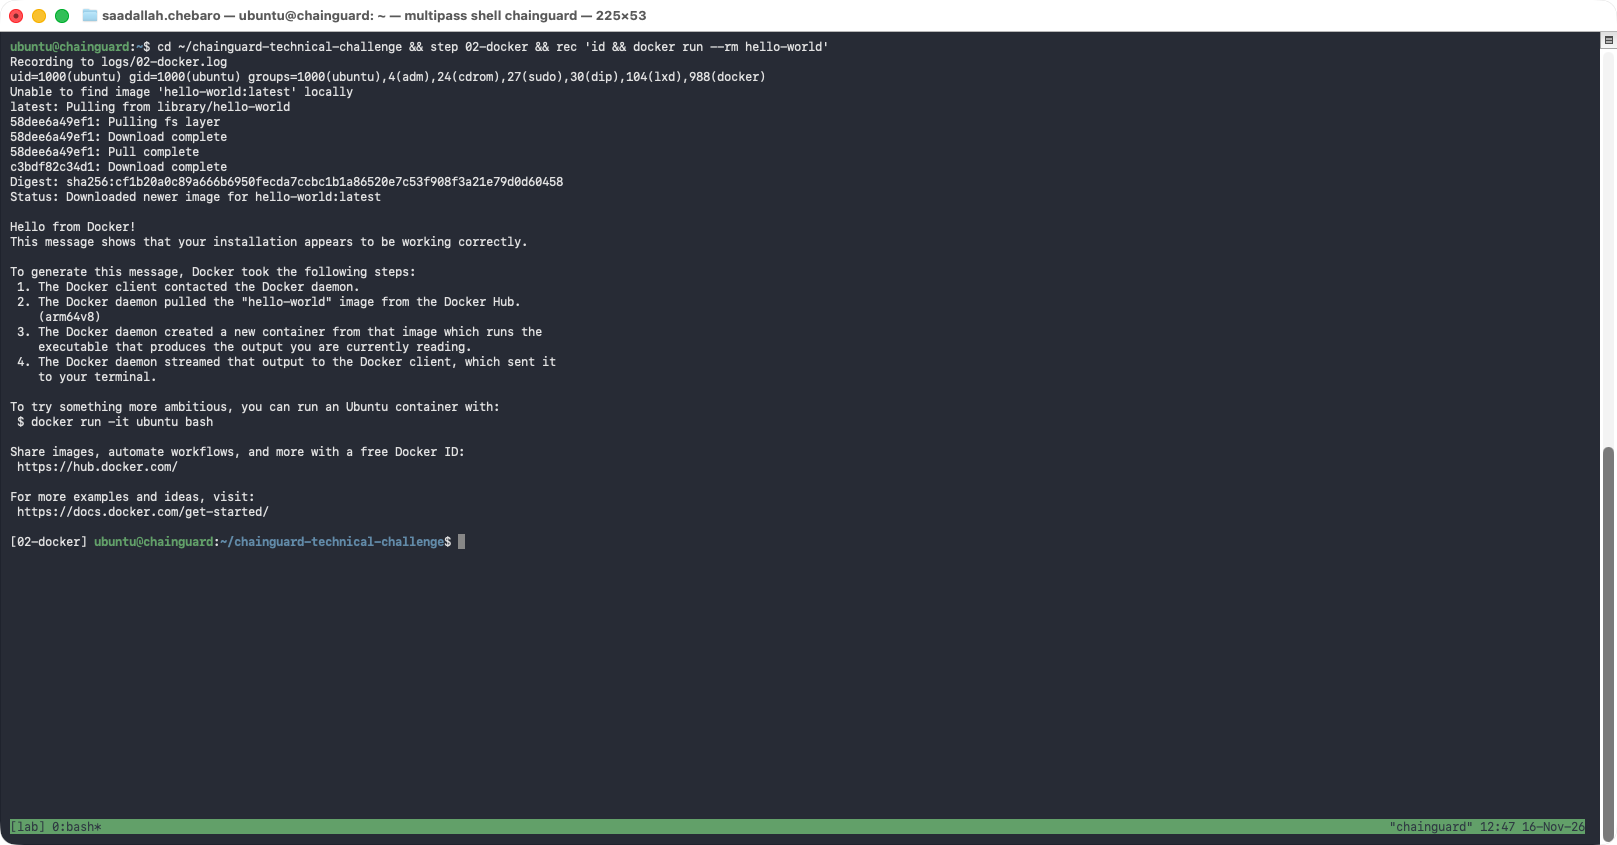 saadallah.chebaro — ubuntu@chainguard: ~ — multipass shell chainguard — 225×53
ubuntu@chainguard:~$ cd ~/chainguard-technical-challenge && step 02-docker && rec 'id && docker run --rm hello-world'
Recording to logs/02-docker.log
uid=1000(ubuntu) gid=1000(ubuntu) groups=1000(ubuntu),4(adm),24(cdrom),27(sudo),30(dip),104(lxd),988(docker)
Unable to find image 'hello-world:latest' locally
latest: Pulling from library/hello-world
58dee6a49ef1: Pulling fs layer
58dee6a49ef1: Download complete
58dee6a49ef1: Pull complete
c3bdf82c34d1: Download complete
Digest: sha256:cf1b20a0c89a666b6950fecda7ccbc1b1a86520e7c53f908f3a21e79d0d60458
Status: Downloaded newer image for hello-world:latest

Hello from Docker!
This message shows that your installation appears to be working correctly.

To generate this message, Docker took the following steps:
 1. The Docker client contacted the Docker daemon.
 2. The Docker daemon pulled the "hello-world" image from the Docker Hub.
    (arm64v8)
 3. The Docker daemon created a new container from that image which runs the
    executable that produces the output you are currently reading.
 4. The Docker daemon streamed that output to the Docker client, which sent it
    to your terminal.

To try something more ambitious, you can run an Ubuntu container with:
 $ docker run -it ubuntu bash

Share images, automate workflows, and more with a free Docker ID:
 https://hub.docker.com/

For more examples and ideas, visit:
 https://docs.docker.com/get-started/

[02-docker] ubuntu@chainguard:~/chainguard-technical-challenge$
[lab] 0:bash* "chainguard" 12:47 16-Nov-26